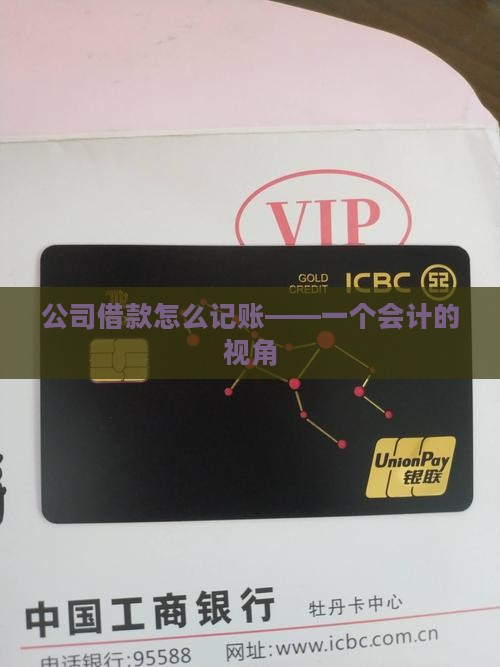 VIP
GOLD
CREDIT
ICBC
公司借款怎么记账——一个会计的
视角
UnionPay
银联
中国工商银行 牡丹卡中心
电话银行:95588 网址:www.icbc.com.cn